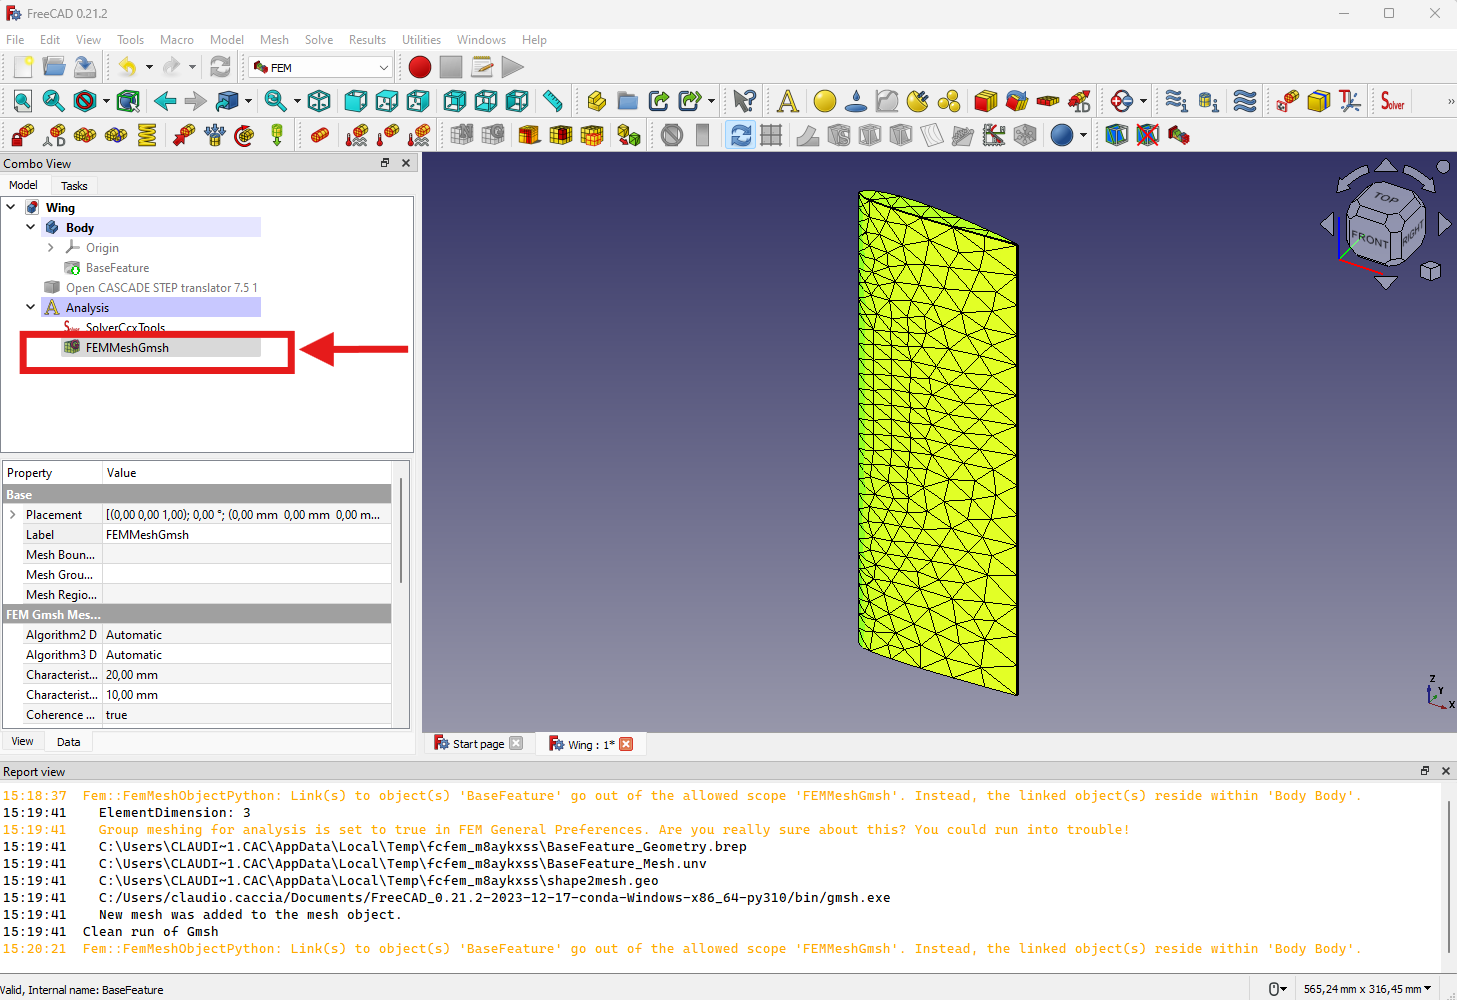 FreeCAD 0.21.2
File Edit View Tools Macro Model Mesh Solve Results Utilities Windows Help
FEM
Solver
Combo View
Model Tasks
Wing
Body
Origin
BaseFeature
Open CASCADE STEP translator 7.5 1
Analysis
SolverCcxTools
FEMMeshGmsh
TOP
FRONT
RIGHT
Property Value
Base
Placement [(0,00 0,00 1,00); 0,00 °; (0,00 mm 0,00 mm 0,00 m...
Label FEMMeshGmsh
Mesh Boun...
Mesh Grou...
Mesh Regio...
FEM Gmsh Mes...
Algorithm2 D Automatic
Algorithm3 D Automatic
Characterist... 20,00 mm
Characterist... 10,00 mm
Coherence ... true
Z
Y
X
View Data
Start page Wing : 1*
Report view
15:18:37 Fem::FemMeshObjectPython: Link(s) to object(s) 'BaseFeature' go out of the allowed scope 'FEMMeshGmsh'. Instead, the linked object(s) reside within 'Body Body'.
15:19:41 ElementDimension: 3
15:19:41 Group meshing for analysis is set to true in FEM General Preferences. Are you really sure about this? You could run into trouble!
15:19:41 C:\Users\CLAUDI~1.CAC\AppData\Local\Temp\fcfem_m8aykxss\BaseFeature_Geometry.brep
15:19:41 C:\Users\CLAUDI~1.CAC\AppData\Local\Temp\fcfem_m8aykxss\BaseFeature_Mesh.unv
15:19:41 C:\Users\CLAUDI~1.CAC\AppData\Local\Temp\fcfem_m8aykxss\shape2mesh.geo
15:19:41 C:/Users/claudio.caccia/Documents/FreeCAD_0.21.2-2023-12-17-conda-Windows-x86_64-py310/bin/gmsh.exe
15:19:41 New mesh was added to the mesh object.
15:19:41 Clean run of Gmsh
15:20:21 Fem::FemMeshObjectPython: Link(s) to object(s) 'BaseFeature' go out of the allowed scope 'FEMMeshGmsh'. Instead, the linked object(s) reside within 'Body Body'.
Valid, Internal name: BaseFeature
565,24 mm x 316,45 mm